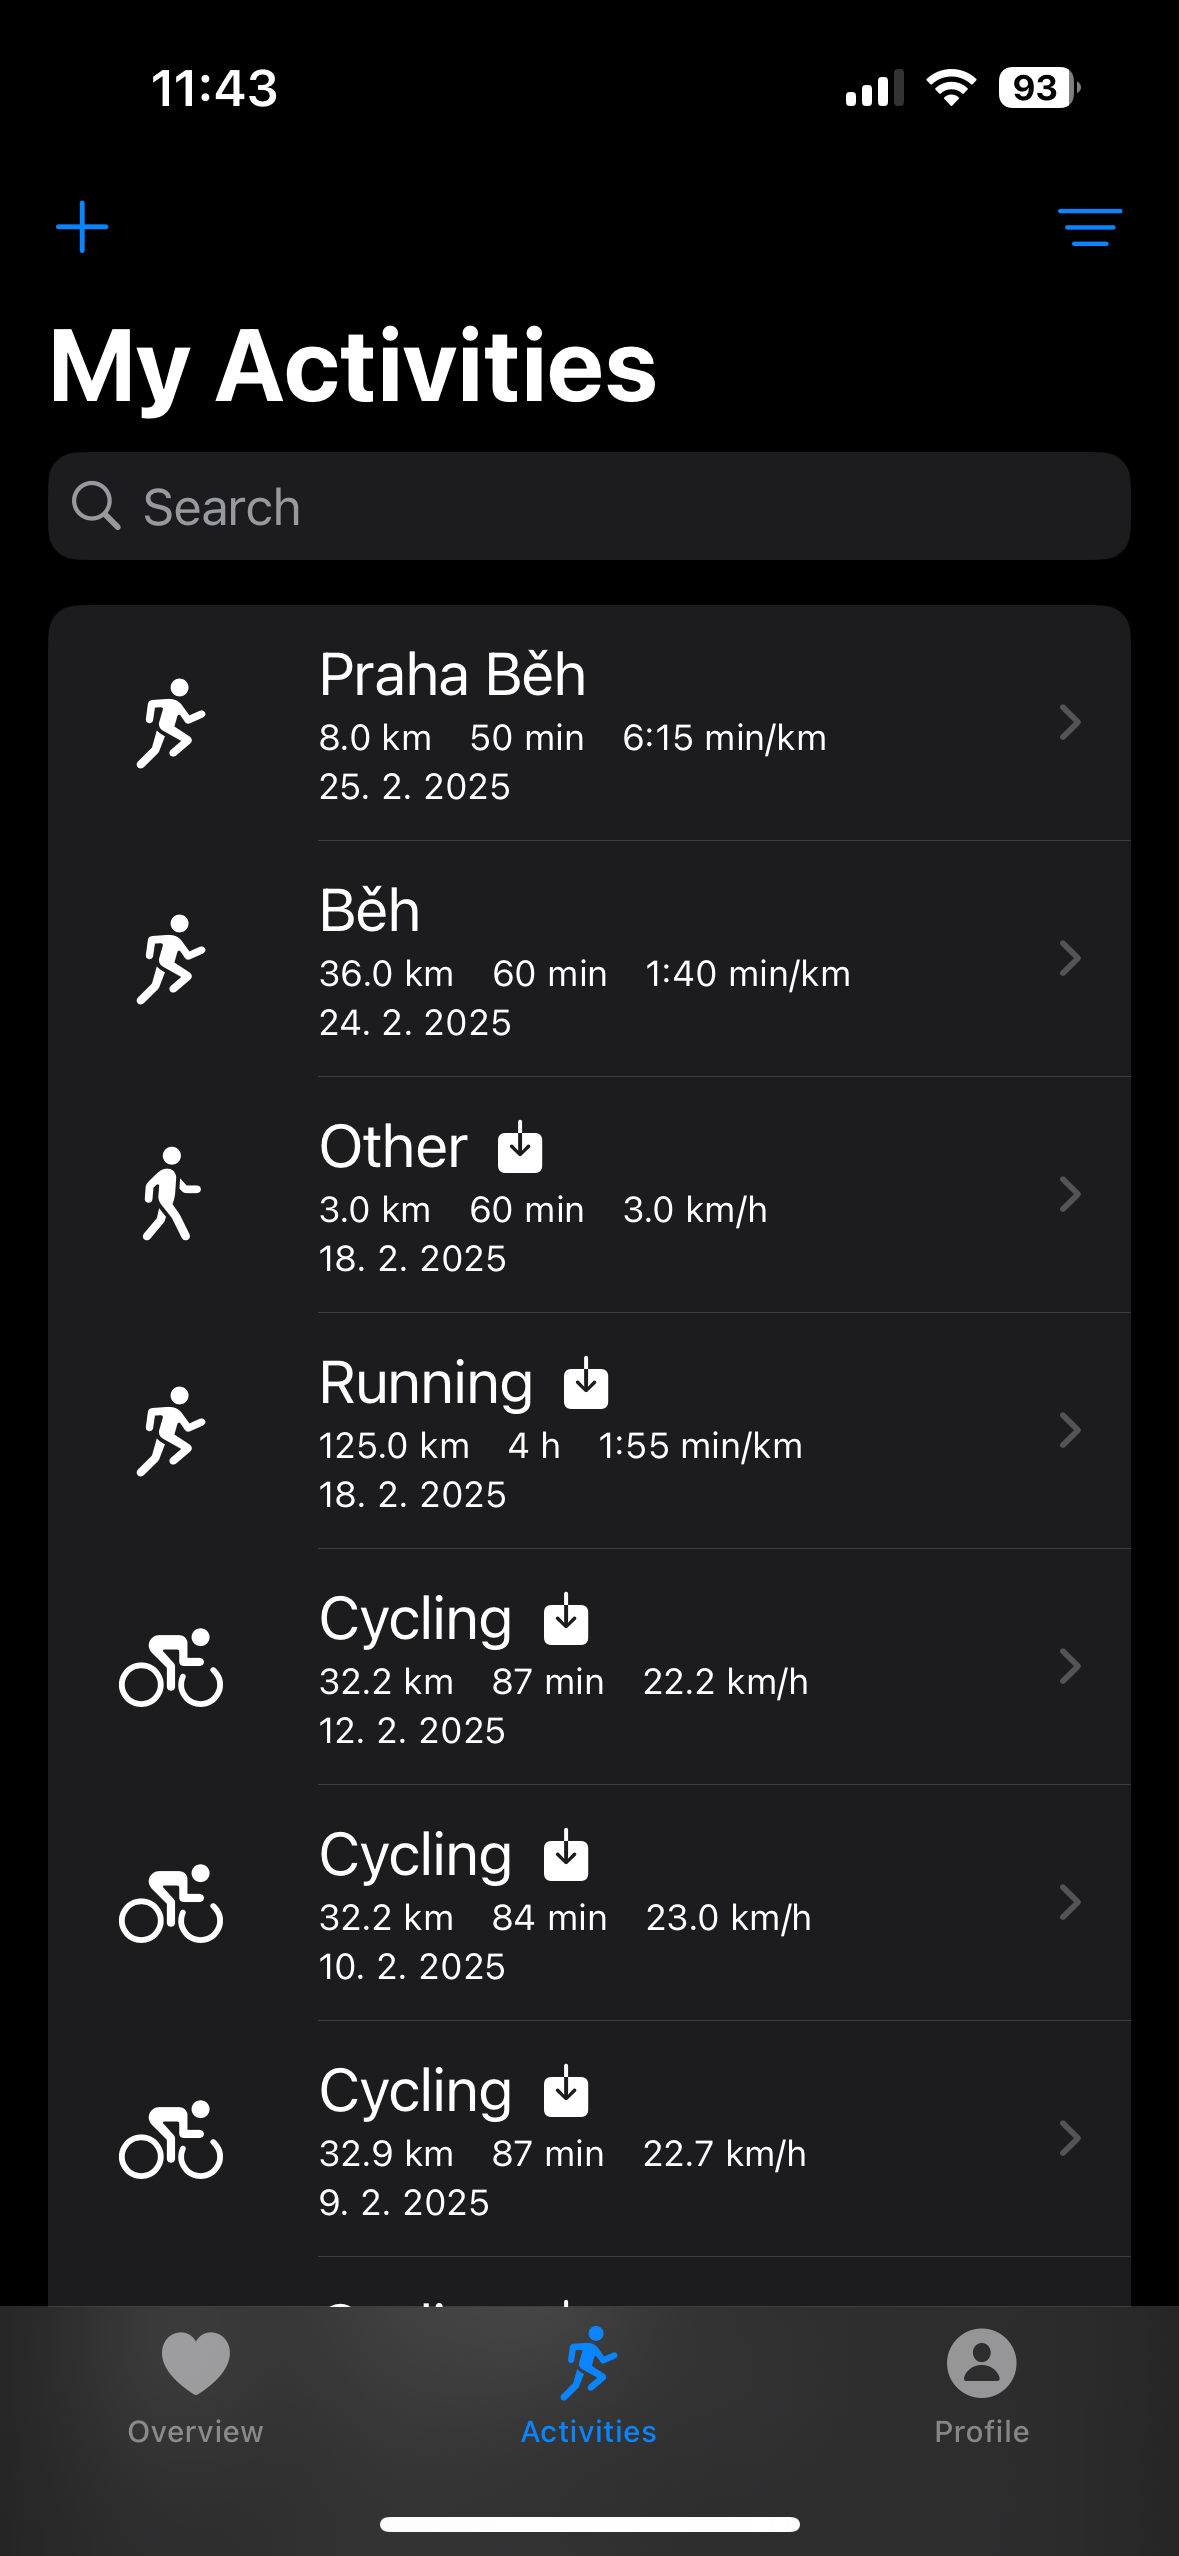 11:43
93
My Activities
Search
Praha Běh
8.0 km 50 min 6:15 min/km
25. 2. 2025
Běh
36.0 km 60 min 1:40 min/km
24. 2. 2025
Other
3.0 km 60 min 3.0 km/h
18. 2. 2025
Running
125.0 km 4 h 1:55 min/km
18. 2. 2025
Cycling
32.2 km 87 min 22.2 km/h
12. 2. 2025
Cycling
32.2 km 84 min 23.0 km/h
10. 2. 2025
Cycling
32.9 km 87 min 22.7 km/h
9. 2. 2025
Overview Activities Profile